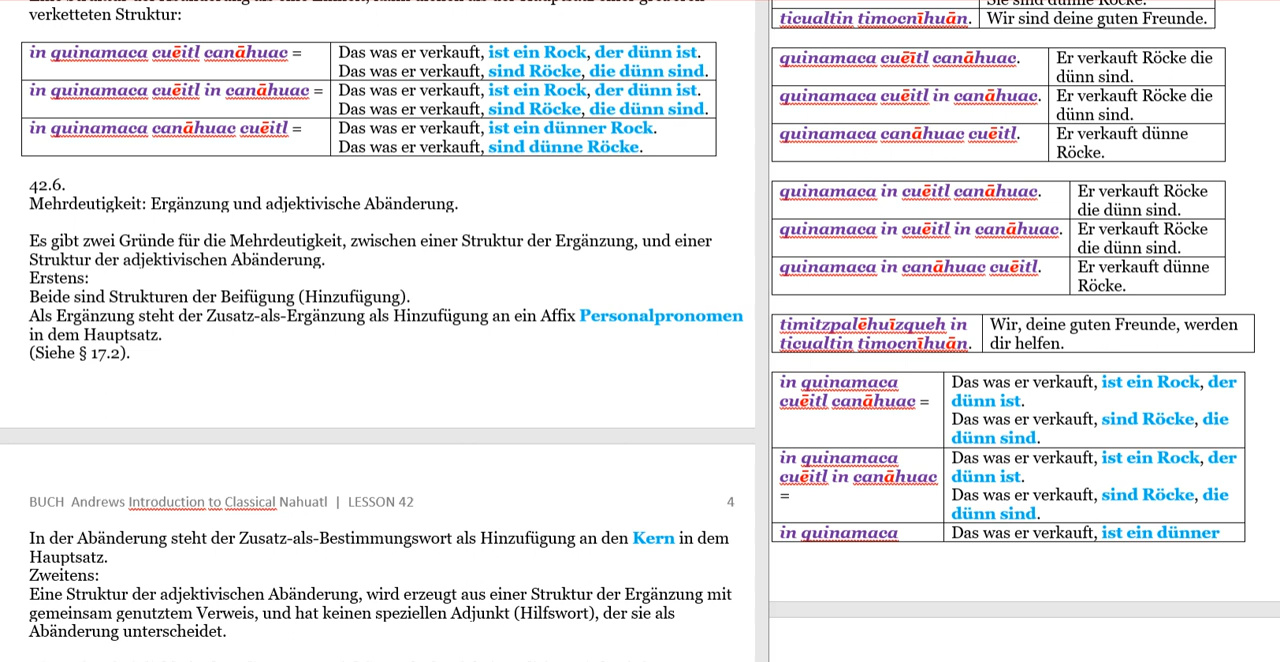 verketteten Struktur:
in quinamaca cuēitl canāhuac =
Das was er verkauft, ist ein Rock, der dünn ist.
Das was er verkauft, sind Röcke, die dünn sind.
in quinamaca cuēitl in canāhuac =
Das was er verkauft, ist ein Rock, der dünn ist.
Das was er verkauft, sind Röcke, die dünn sind.
in quinamaca canāhuac cuēitl =
Das was er verkauft, ist ein dünner Rock.
Das was er verkauft, sind dünne Röcke.
42.6.
Mehrdeutigkeit: Ergänzung und adjektivische Abänderung.
Es gibt zwei Gründe für die Mehrdeutigkeit, zwischen einer Struktur der Ergänzung, und einer
Struktur der adjektivischen Abänderung.
Erstens:
Beide sind Strukturen der Beifügung (Hinzufügung).
Als Ergänzung steht der Zusatz-als-Ergänzung als Hinzufügung an ein Affix Personalpronomen
in dem Hauptsatz.
(Siehe § 17.2).
BUCH Andrews Introduction to Classical Nahuatl | LESSON 42
4
In der Abänderung steht der Zusatz-als-Bestimmungswort als Hinzufügung an den Kern in dem
Hauptsatz.
Zweitens:
Eine Struktur der adjektivischen Abänderung, wird erzeugt aus einer Struktur der Ergänzung mit
gemeinsam genutztem Verweis, und hat keinen speziellen Adjunkt (Hilfswort), der sie als
Abänderung unterscheidet.
Sie sind dünne Röcke.
ticualtin timocnīhuān.
Wir sind deine guten Freunde.
quinamaca cuēītl canāhuac.
Er verkauft Röcke die
dünn sind.
quinamaca cuēitl in canāhuac.
Er verkauft Röcke die
dünn sind.
quinamaca canāhuac cuēitl.
Er verkauft dünne
Röcke.
quinamaca in cuēitl canāhuac.
Er verkauft Röcke
die dünn sind.
quinamaca in cuēitl in canāhuac.
Er verkauft Röcke
die dünn sind.
quinamaca in canāhuac cuēitl.
Er verkauft dünne
Röcke.
timitzpalēhuīzqueh in
ticualtin timocnīhuān.
Wir, deine guten Freunde, werden
dir helfen.
in quinamaca
cuēitl canāhuac =
Das was er verkauft, ist ein Rock, der
dünn ist.
Das was er verkauft, sind Röcke, die
dünn sind.
in quinamaca
cuēitl in canāhuac
=
Das was er verkauft, ist ein Rock, der
dünn ist.
Das was er verkauft, sind Röcke, die
dünn sind.
in quinamaca
Das was er verkauft, ist ein dünner